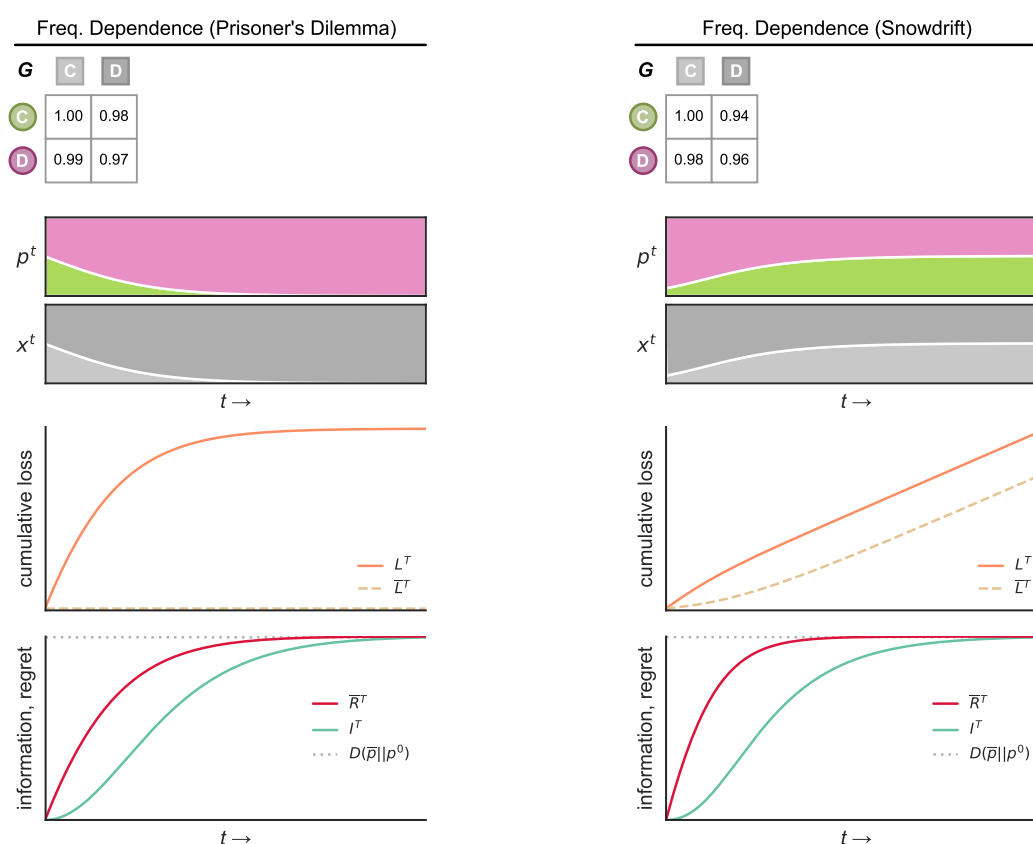 Freq. Dependence (Prisoner's Dilemma)
G C D
C 1.00 0.98
D 0.99 0.97
p^t
x^t
t →
cumulative loss
L^T
L̅^T
information, regret
R̅^T
I^T
D(p̅||p^0)
t →
Freq. Dependence (Snowdrift)
G C D
C 1.00 0.94
D 0.98 0.96
p^t
x^t
t →
cumulative loss
L^T
L̅^T
information, regret
R̅^T
I^T
D(p̅||p^0)
t →